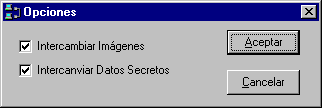 Opciones
Intercambiar Imágenes
Aceptar
Intercanviar Datos Secretos
Cancelar